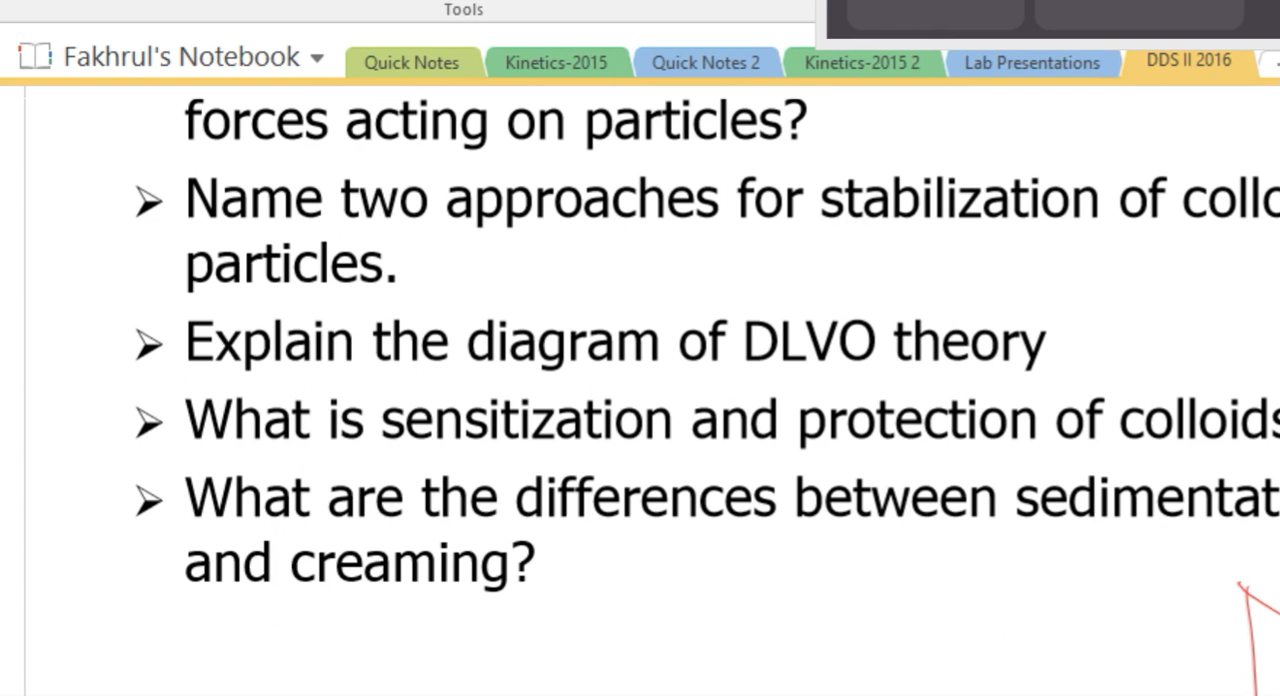 Tools
Fakhrul's Notebook
Quick Notes
Kinetics-2015
Quick Notes 2
Kinetics-2015 2
Lab Presentations
DDS II 2016
forces acting on particles?
➢ Name two approaches for stabilization of
particles.
➢ Explain the diagram of DLVO theory
➢ What is sensitization and protection of colloids
➢ What are the differences between
and creaming?